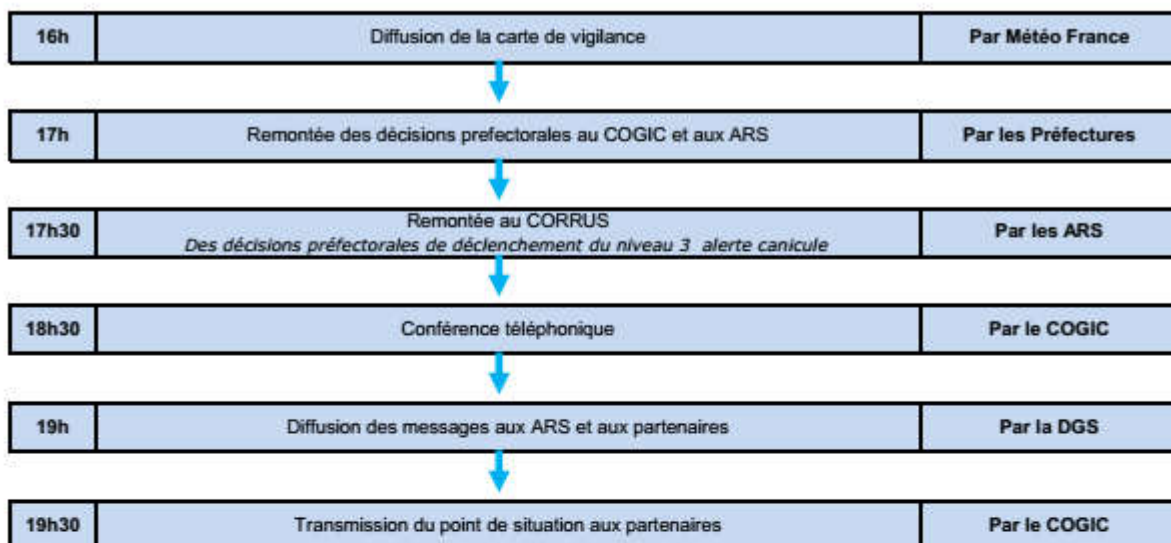 16h Diffusion de la carte de vigilance Par Météo France
17h Remontée des décisions prefectorales au COGIC et aux ARS Par les Préfectures
17h30 Remontée au CORRUS Par les ARS
Des décisions préfectorales de déclenchement du niveau 3 alerte canicule
18h30 Conférence téléphonique Par le COGIC
19h Diffusion des messages aux ARS et aux partenaires Par la DGS
19h30 Transmission du point de situation aux partenaires Par le COGIC